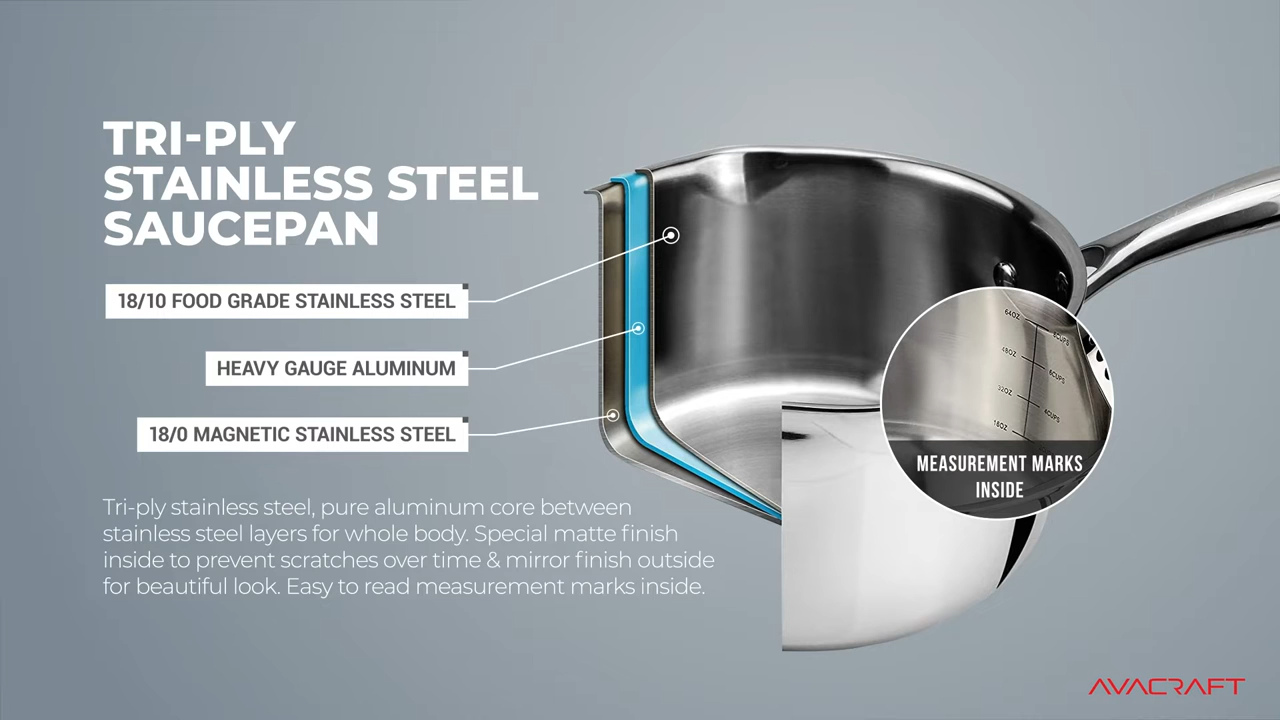 TRI-PLY
STAINLESS STEEL
SAUCEPAN
18/10 FOOD GRADE STAINLESS STEEL
HEAVY GAUGE ALUMINUM
18/0 MAGNETIC STAINLESS STEEL
Tri-ply stainless steel, pure aluminum core between
stainless steel layers for whole body. Special matte finish
inside to prevent scratches over time & mirror finish outside
for beautiful look. Easy to read measurement marks inside.
64OZ
48OZ
6CUPS
32OZ
4CUPS
16OZ
MEASUREMENT MARKS
INSIDE
AVACRAFT